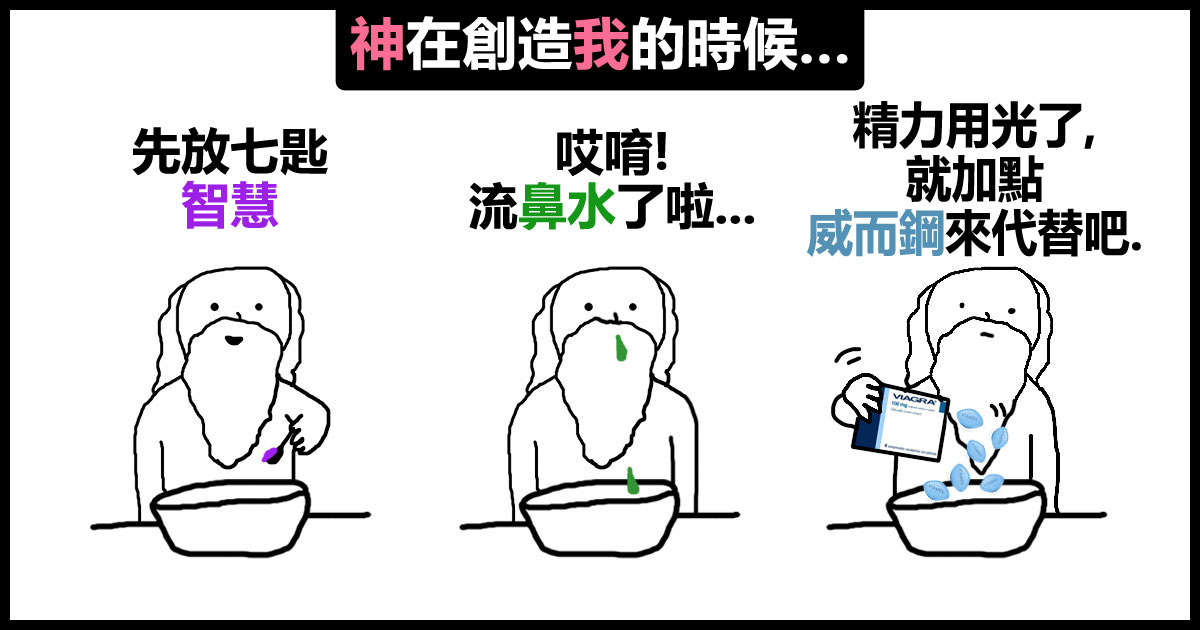 神在創造我的時候...
先放七匙
智慧
哎唷!
流鼻水了啦...
精力用光了,
就加點
威而鋼來代替吧.
VIAGRA
100 mg